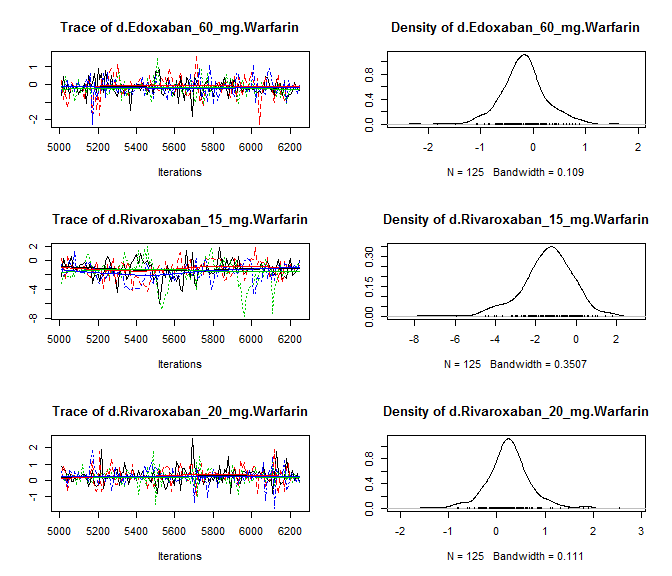 Trace of d.Edoxaban_60_mg.Warfarin
1
0
-2
5000 5200 5400 5600 5800 6000 6200
Iterations
Density of d.Edoxaban_60_mg.Warfarin
0.8
0.4
0.0
-2 -1 0 1 2
N = 125 Bandwidth = 0.109
Trace of d.Rivaroxaban_15_mg.Warfarin
2
0
-4
-8
5000 5200 5400 5600 5800 6000 6200
Iterations
Density of d.Rivaroxaban_15_mg.Warfarin
0.30
0.15
0.00
-8 -6 -4 -2 0 2
N = 125 Bandwidth = 0.3507
Trace of d.Rivaroxaban_20_mg.Warfarin
2
1
0
-1
5000 5200 5400 5600 5800 6000 6200
Iterations
Density of d.Rivaroxaban_20_mg.Warfarin
0.8
0.4
0.0
-2 -1 0 1 2 3
N = 125 Bandwidth = 0.111